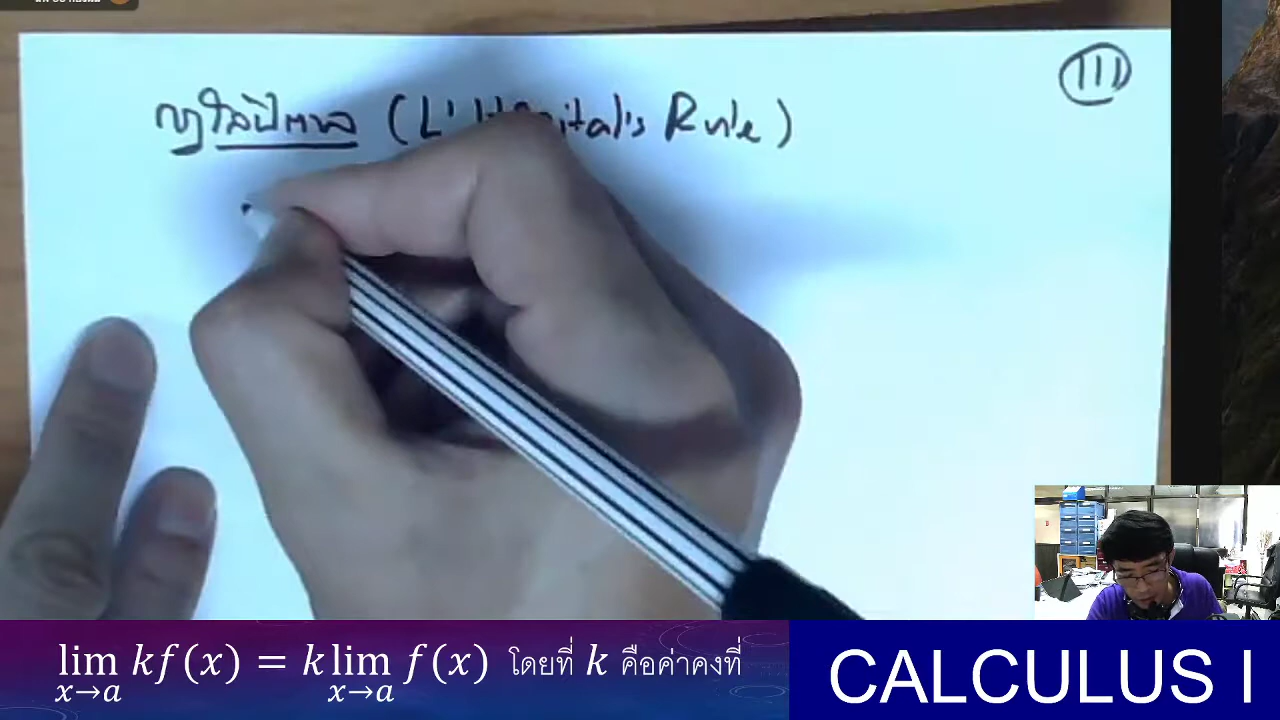 111
กฎโลปิตาล (L' Hôpital's Rule)
lim kf(x) = k lim f(x) โดยที่ k คือค่าคงที่
x→a x→a
CALCULUS I